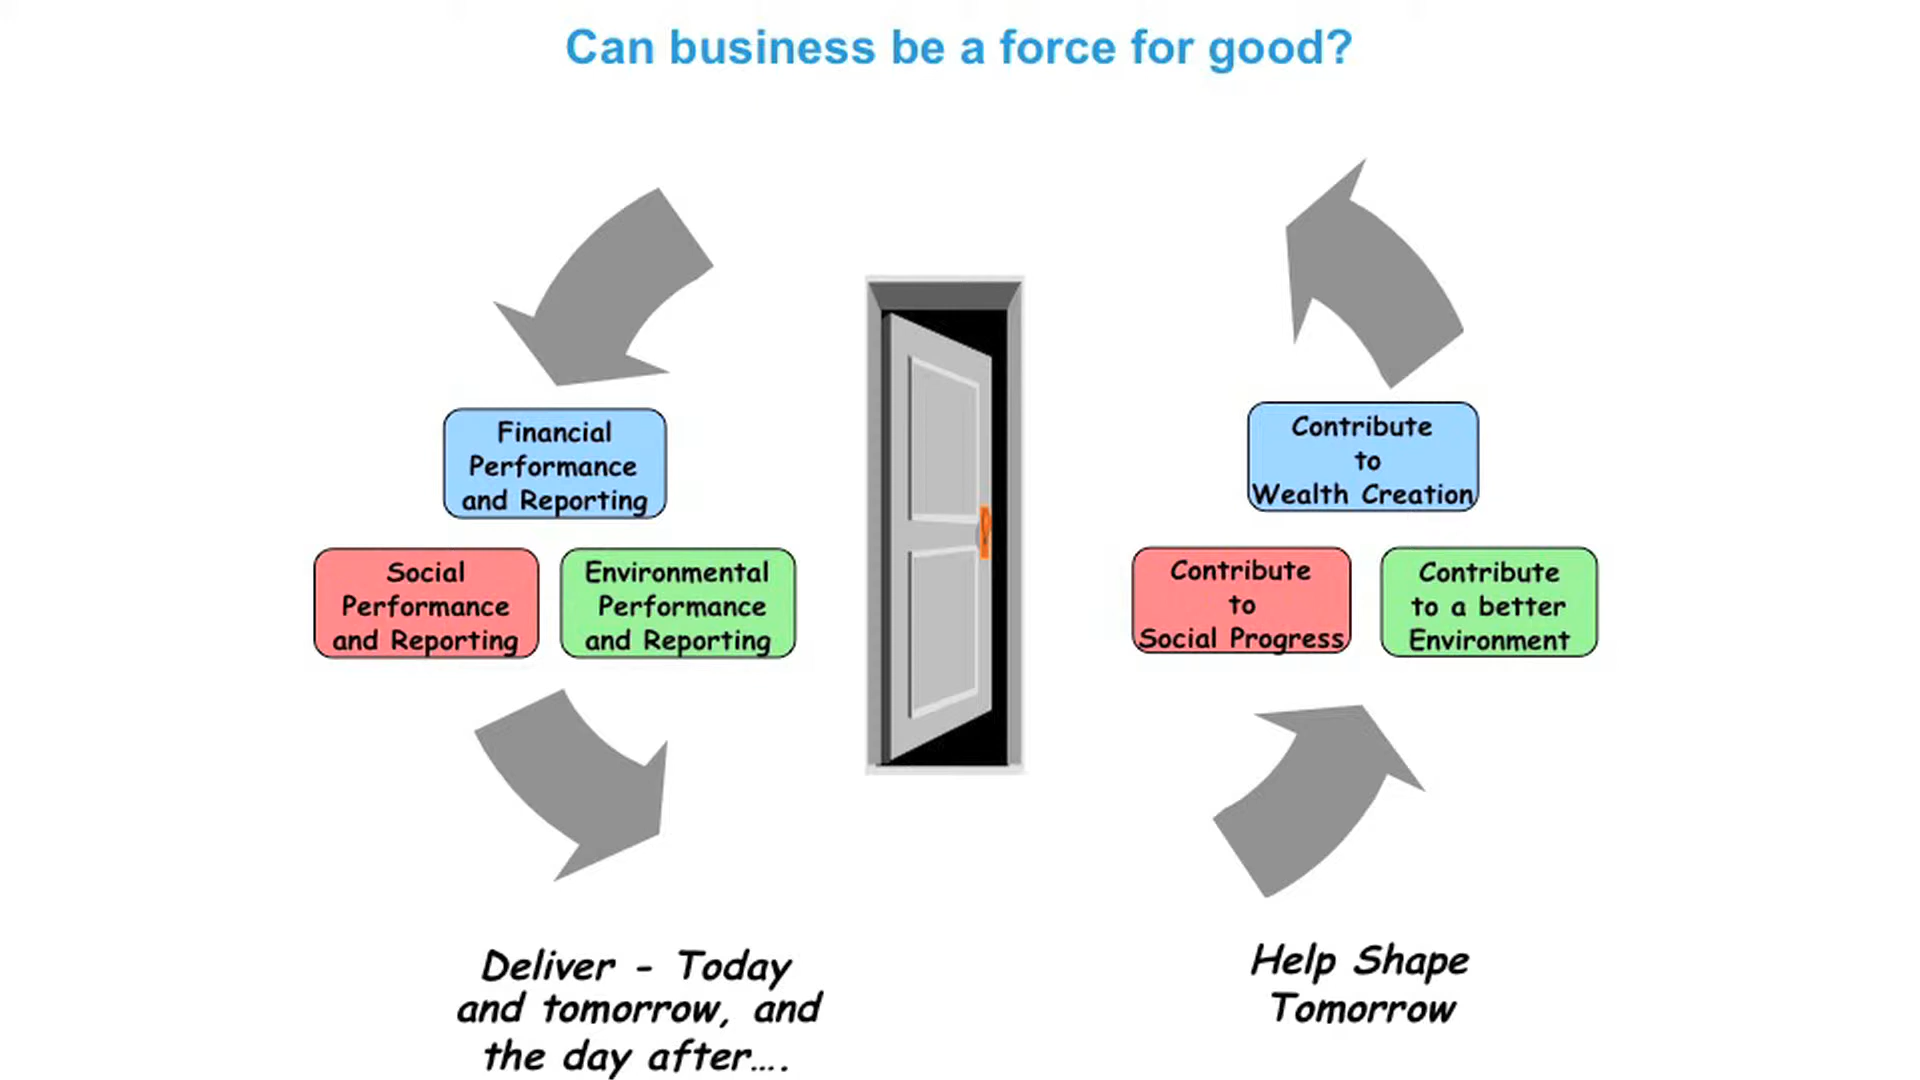 Can business be a force for good?
Financial
Performance
and Reporting
Social
Performance
and Reporting
Environmental
Performance
and Reporting
Contribute
to
Wealth Creation
Contribute
to
Social Progress
Contribute
to a better
Environment
Deliver - Today
and tomorrow, and
the day after....
Help Shape
Tomorrow